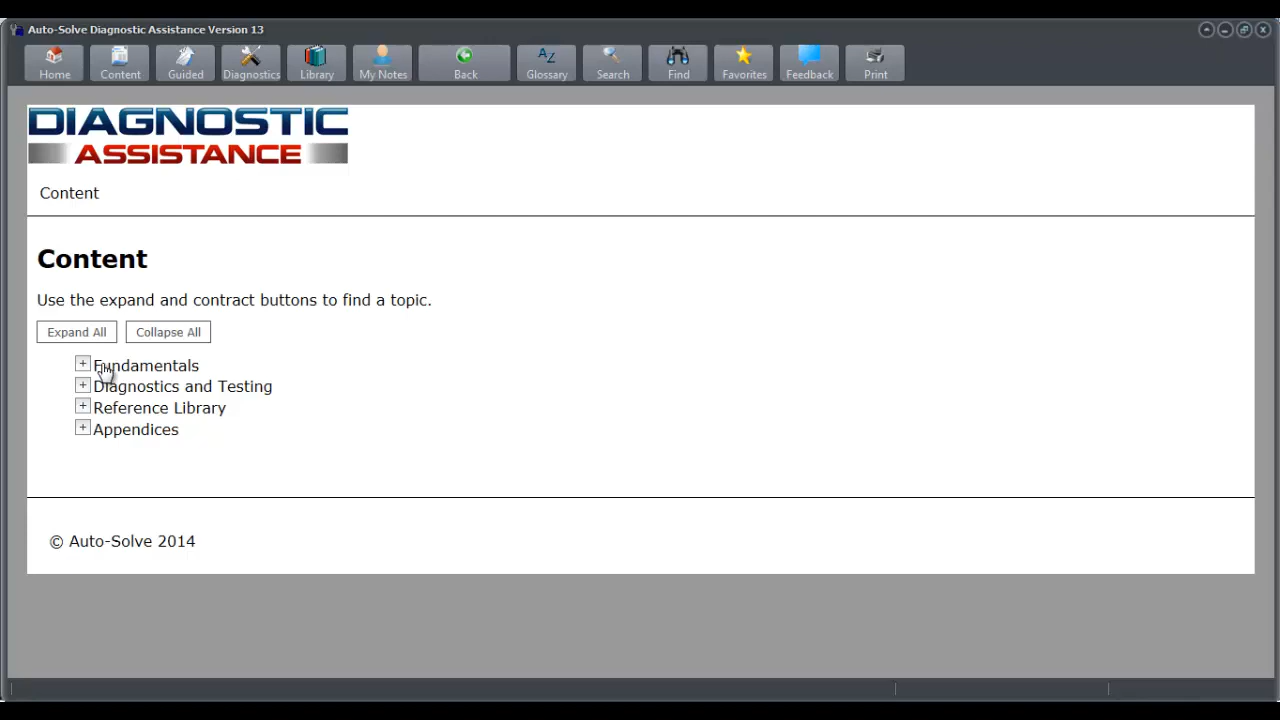 Auto-Solve Diagnostic Assistance Version 13
Home Content Guided Diagnostics Library My Notes Back Glossary Search Find Favorites Feedback Print
DIAGNOSTIC
ASSISTANCE
Content
Content
Use the expand and contract buttons to find a topic.
Expand All Collapse All
Fundamentals
Diagnostics and Testing
Reference Library
Appendices
© Auto-Solve 2014